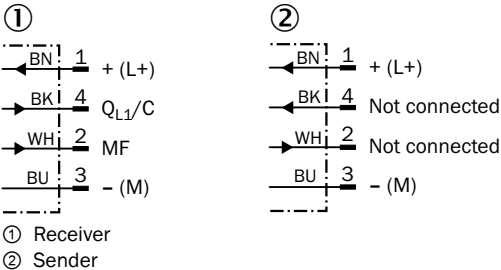 ① ②
BN 1 + (L+)
BK 4 QL1/C
WH 2 MF
BU 3 – (M)
BN 1 + (L+)
BK 4 Not connected
WH 2 Not connected
BU 3 – (M)
① Receiver
② Sender